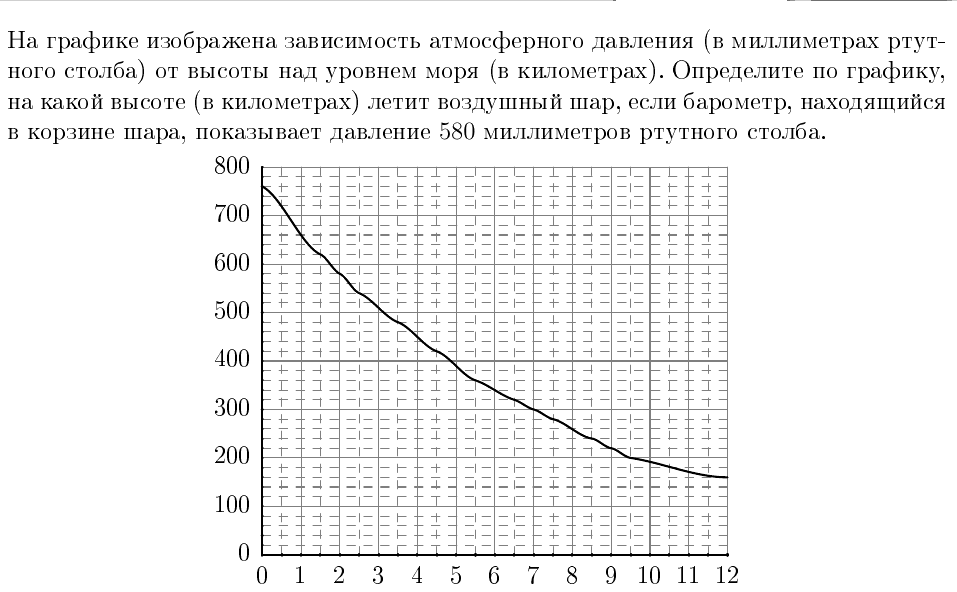 На графике изображена зависимость атмосферного давления (в миллиметрах ртут-
ного столба) от высоты над уровнем моря (в километрах). Определите по графику,
на какой высоте (в километрах) летит воздушный шар, если барометр, находящийся
в корзине шара, показывает давление 580 миллиметров ртутного столба.
800
700
600
500
400
300
200
100
0
0 1 2 3 4 5 6 7 8 9 10 11 12